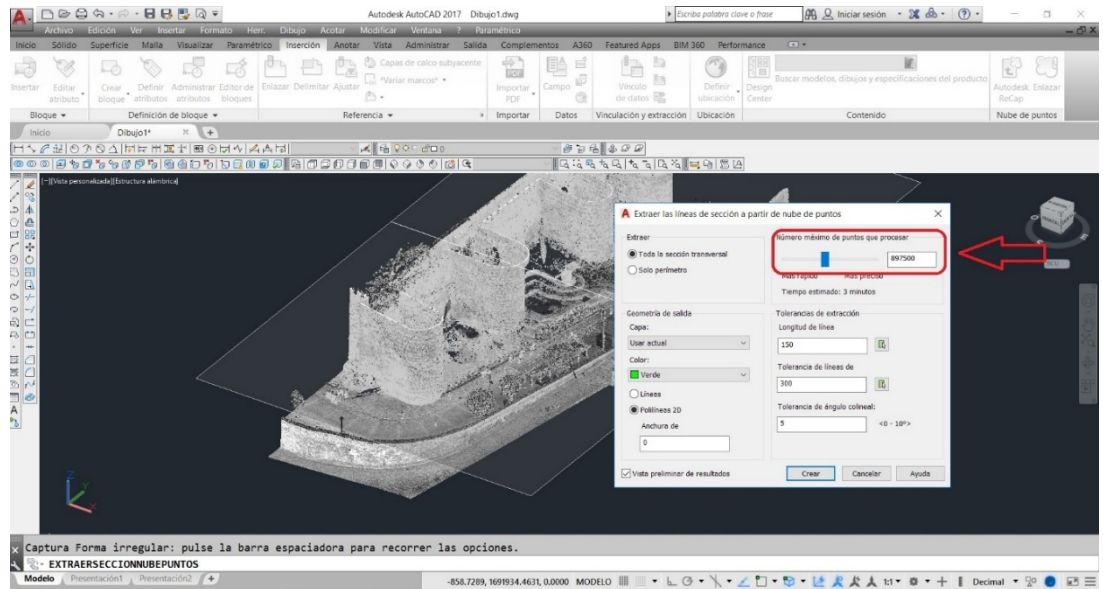 Autodesk AutoCAD 2017 Dibujo1.dwg
Escriba palabra clave o frase
Iniciar sesión
Archivo Edición Ver Insertar Formato Herr. Dibujo Acotar Modificar Ventana ? Paramétrico
Inicio Sólido Superficie Malla Visualizar Paramétrico Inserción Anotar Vista Administrar Salida Complementos A360 Featured Apps BIM 360 Performance
Insertar
Editar atributo
Crear bloque
Definir atributos
Administrar atributos
Editor de bloques
Enlazar Delimitar Ajustar
Capas de calco subyacente
*Variar marcos*
Importar PDF
Campo
Vínculo de datos
Definir ubicación
Design Center
Buscar modelos, dibujos y especificaciones del producto
Autodesk ReCap
Enlazar
Bloque Definición de bloque Referencia Importar Datos Vinculación y extracción Ubicación Contenido Nube de puntos
Inicio Dibujo1*
[−][Vista personalizada][Estructura alámbrica]
Extraer las líneas de sección a partir de nube de puntos
Extraer
Toda la sección transversal
Solo perímetro
Número máximo de puntos que procesar
897500
Más rápido Más preciso
Tiempo estimado: 3 minutos
Geometría de salida
Capa:
Usar actual
Color:
Verde
Líneas
Polilíneas 2D
Anchura de
0
Tolerancias de extracción
Longitud de línea
150
Tolerancia de líneas de
300
Tolerancia de ángulo colineal:
5 <0 - 10º>
Vista preliminar de resultados
Crear Cancelar Ayuda
Z
Y
X
Captura Forma irregular: pulse la barra espaciadora para recorrer las opciones.
EXTRAERSECCIONNUBEPUNTOS
Modelo Presentación1 Presentación2 +
-858.7289, 1691934.4631, 0.0000 MODELO 1:1 Decimal